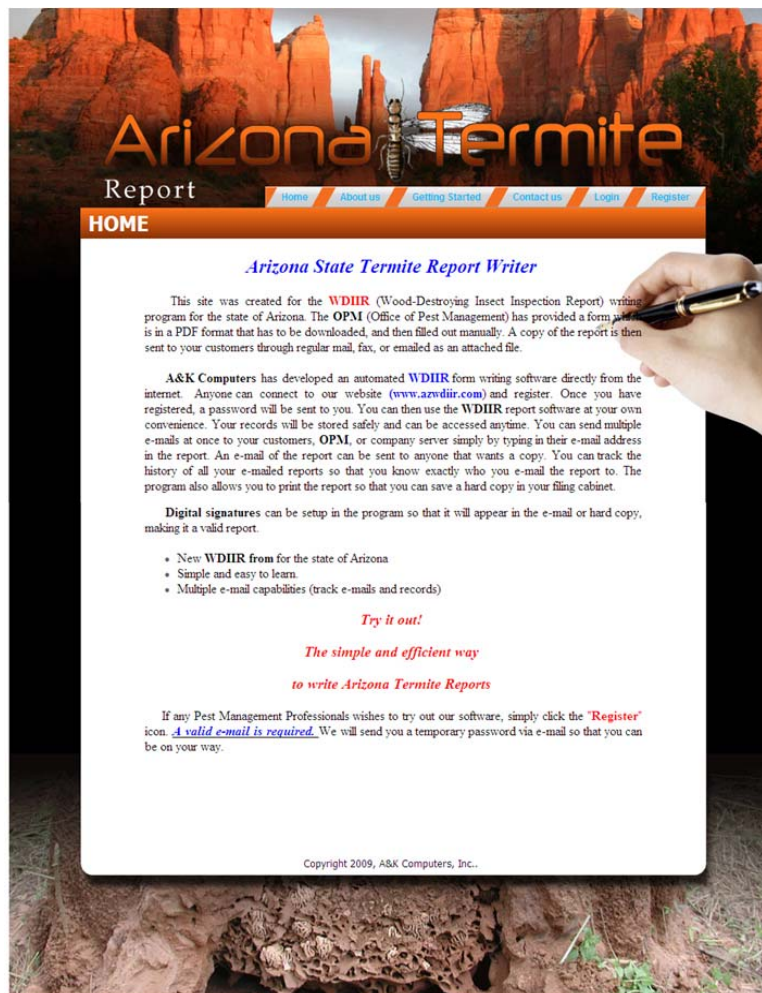 Arizona Termite
Report
Home About us Getting Started Contact us Login Register
HOME
Arizona State Termite Report Writer
This site was created for the WDIIR (Wood-Destroying Insect Inspection Report) writing
program for the state of Arizona. The OPM (Office of Pest Management) has provided a form which
is in a PDF format that has to be downloaded, and then filled out manually. A copy of the report is then
sent to your customers through regular mail, fax, or emailed as an attached file.
A&K Computers has developed an automated WDIIR form writing software directly from the
internet. Anyone can connect to our website (www.azwdiir.com) and register. Once you have
registered, a password will be sent to you. You can then use the WDIIR report software at your own
convenience. Your records will be stored safely and can be accessed anytime. You can send multiple
e-mails at once to your customers, OPM, or company server simply by typing in their e-mail address
in the report. An e-mail of the report can be sent to anyone that wants a copy. You can track the
history of all your e-mailed reports so that you know exactly who you e-mail the report to. The
program also allows you to print the report so that you can save a hard copy in your filing cabinet.
Digital signatures can be setup in the program so that it will appear in the e-mail or hard copy,
making it a valid report.
• New WDIIR from for the state of Arizona
• Simple and easy to learn.
• Multiple e-mail capabilities (track e-mails and records)
Try it out!
The simple and efficient way
to write Arizona Termite Reports
If any Pest Management Professionals wishes to try out our software, simply click the "Register"
icon. A valid e-mail is required. We will send you a temporary password via e-mail so that you can
be on your way.
Copyright 2009, A&K Computers, Inc..